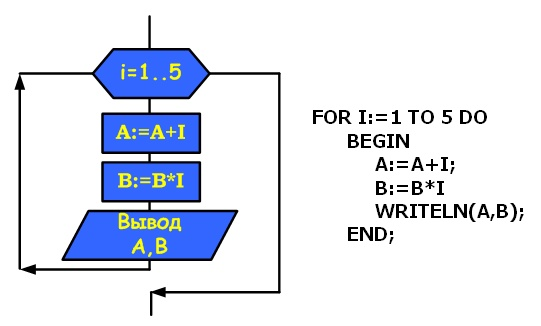 i=1..5
A:=A+I
B:=B*I
Вывод
A,B
FOR I:=1 TO 5 DO
BEGIN
A:=A+I;
B:=B*I
WRITELN(A,B);
END;